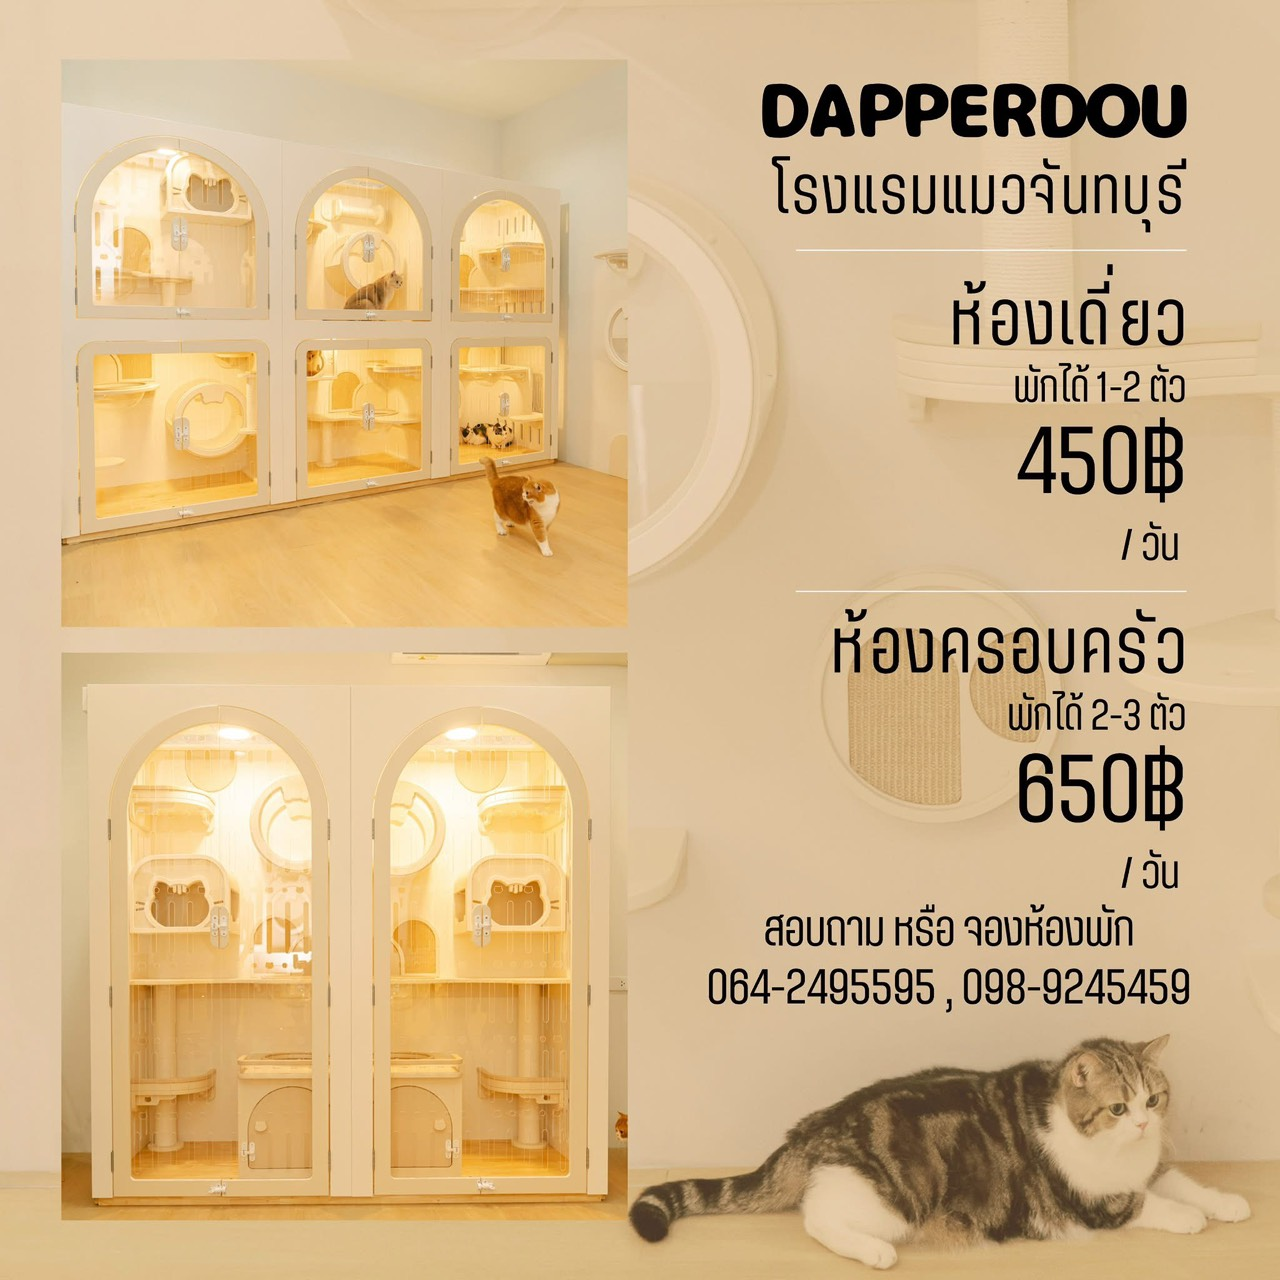 DAPPERDOU
โรงแรมแมวจันทบุรี
ห้องเดี่ยว
พักได้ 1-2 ตัว
450฿
/ วัน
ห้องครอบครัว
พักได้ 2-3 ตัว
650฿
/ วัน
สอบถาม หรือ จองห้องพัก
064-2495595 , 098-9245459